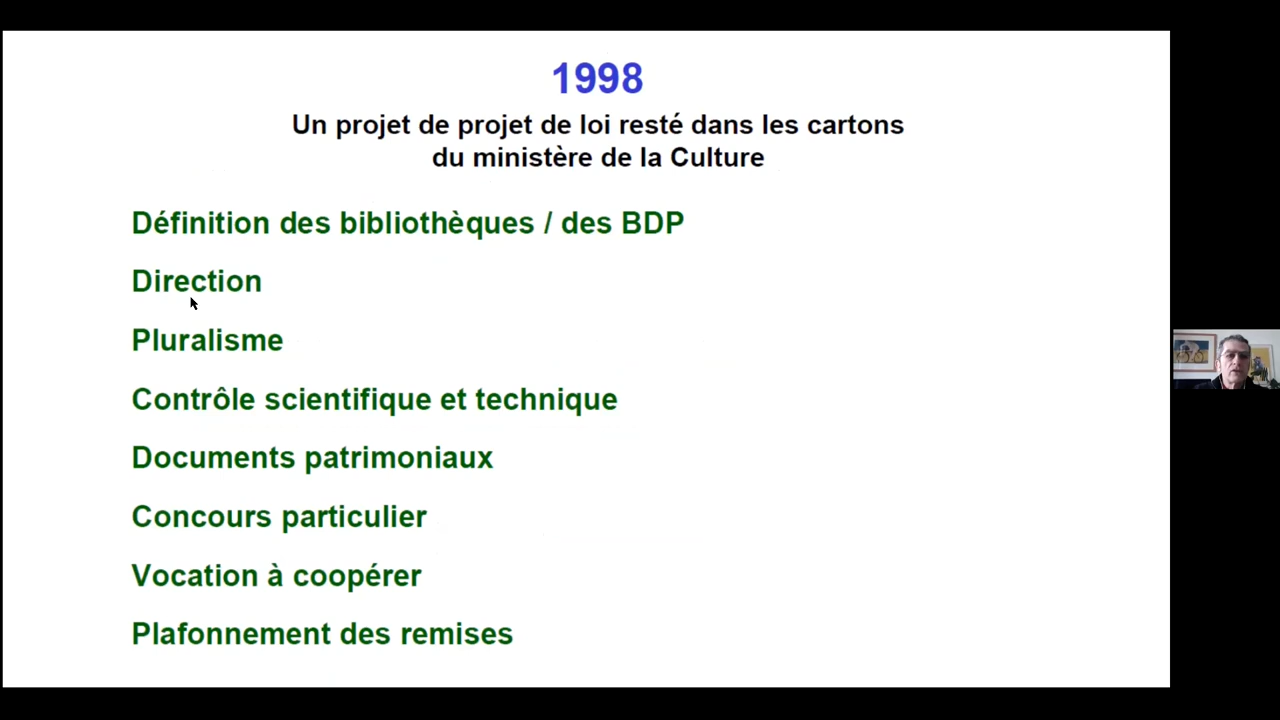 1998
Un projet de projet de loi resté dans les cartons
du ministère de la Culture
Définition des bibliothèques / des BDP
Direction
Pluralisme
Contrôle scientifique et technique
Documents patrimoniaux
Concours particulier
Vocation à coopérer
Plafonnement des remises